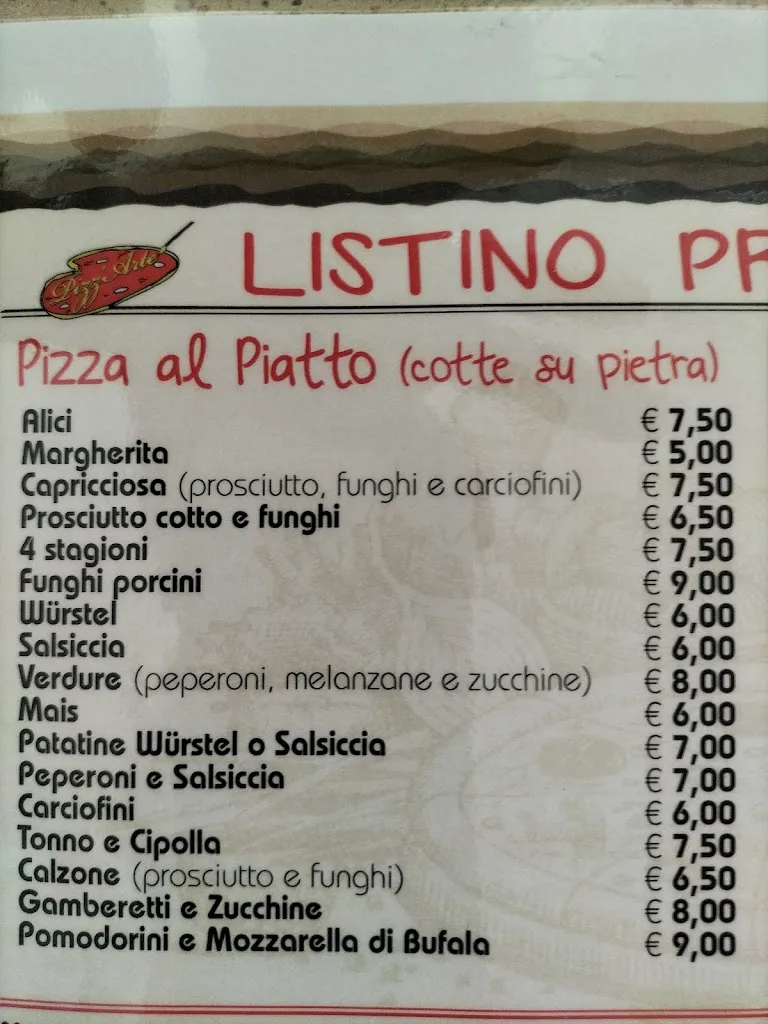 Pizzi Arte
LISTINO PR
Pizza al Piatto (cotte su pietra)
Alici € 7,50
Margherita € 5,00
Capricciosa (prosciutto, funghi e carciofini) € 7,50
Prosciutto cotto e funghi € 6,50
4 stagioni € 7,50
Funghi porcini € 9,00
Würstel € 6,00
Salsiccia € 6,00
Verdure (peperoni, melanzane e zucchine) € 8,00
Mais € 6,00
Patatine Würstel o Salsiccia € 7,00
Peperoni e Salsiccia € 7,00
Carciofini € 6,00
Tonno e Cipolla € 7,50
Calzone (prosciutto e funghi) € 6,50
Gamberetti e Zucchine € 8,00
Pomodorini e Mozzarella di Bufala € 9,00